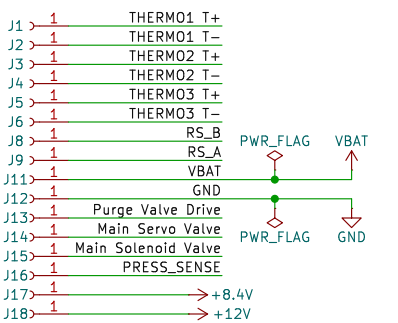 J1 1 THERMO1 T+
J2 1 THERMO1 T-
J3 1 THERMO2 T+
J4 1 THERMO2 T-
J5 1 THERMO3 T+
J6 1 THERMO3 T-
J8 1 RS_B PWR_FLAG VBAT
J9 1 RS_A
J11 1 VBAT
J12 1 GND
J13 1 Purge Valve Drive
J14 1 Main Servo Valve PWR_FLAG GND
J15 1 Main Solenoid Valve
J16 1 PRESS_SENSE
J17 1 +8.4V
J18 1 +12V